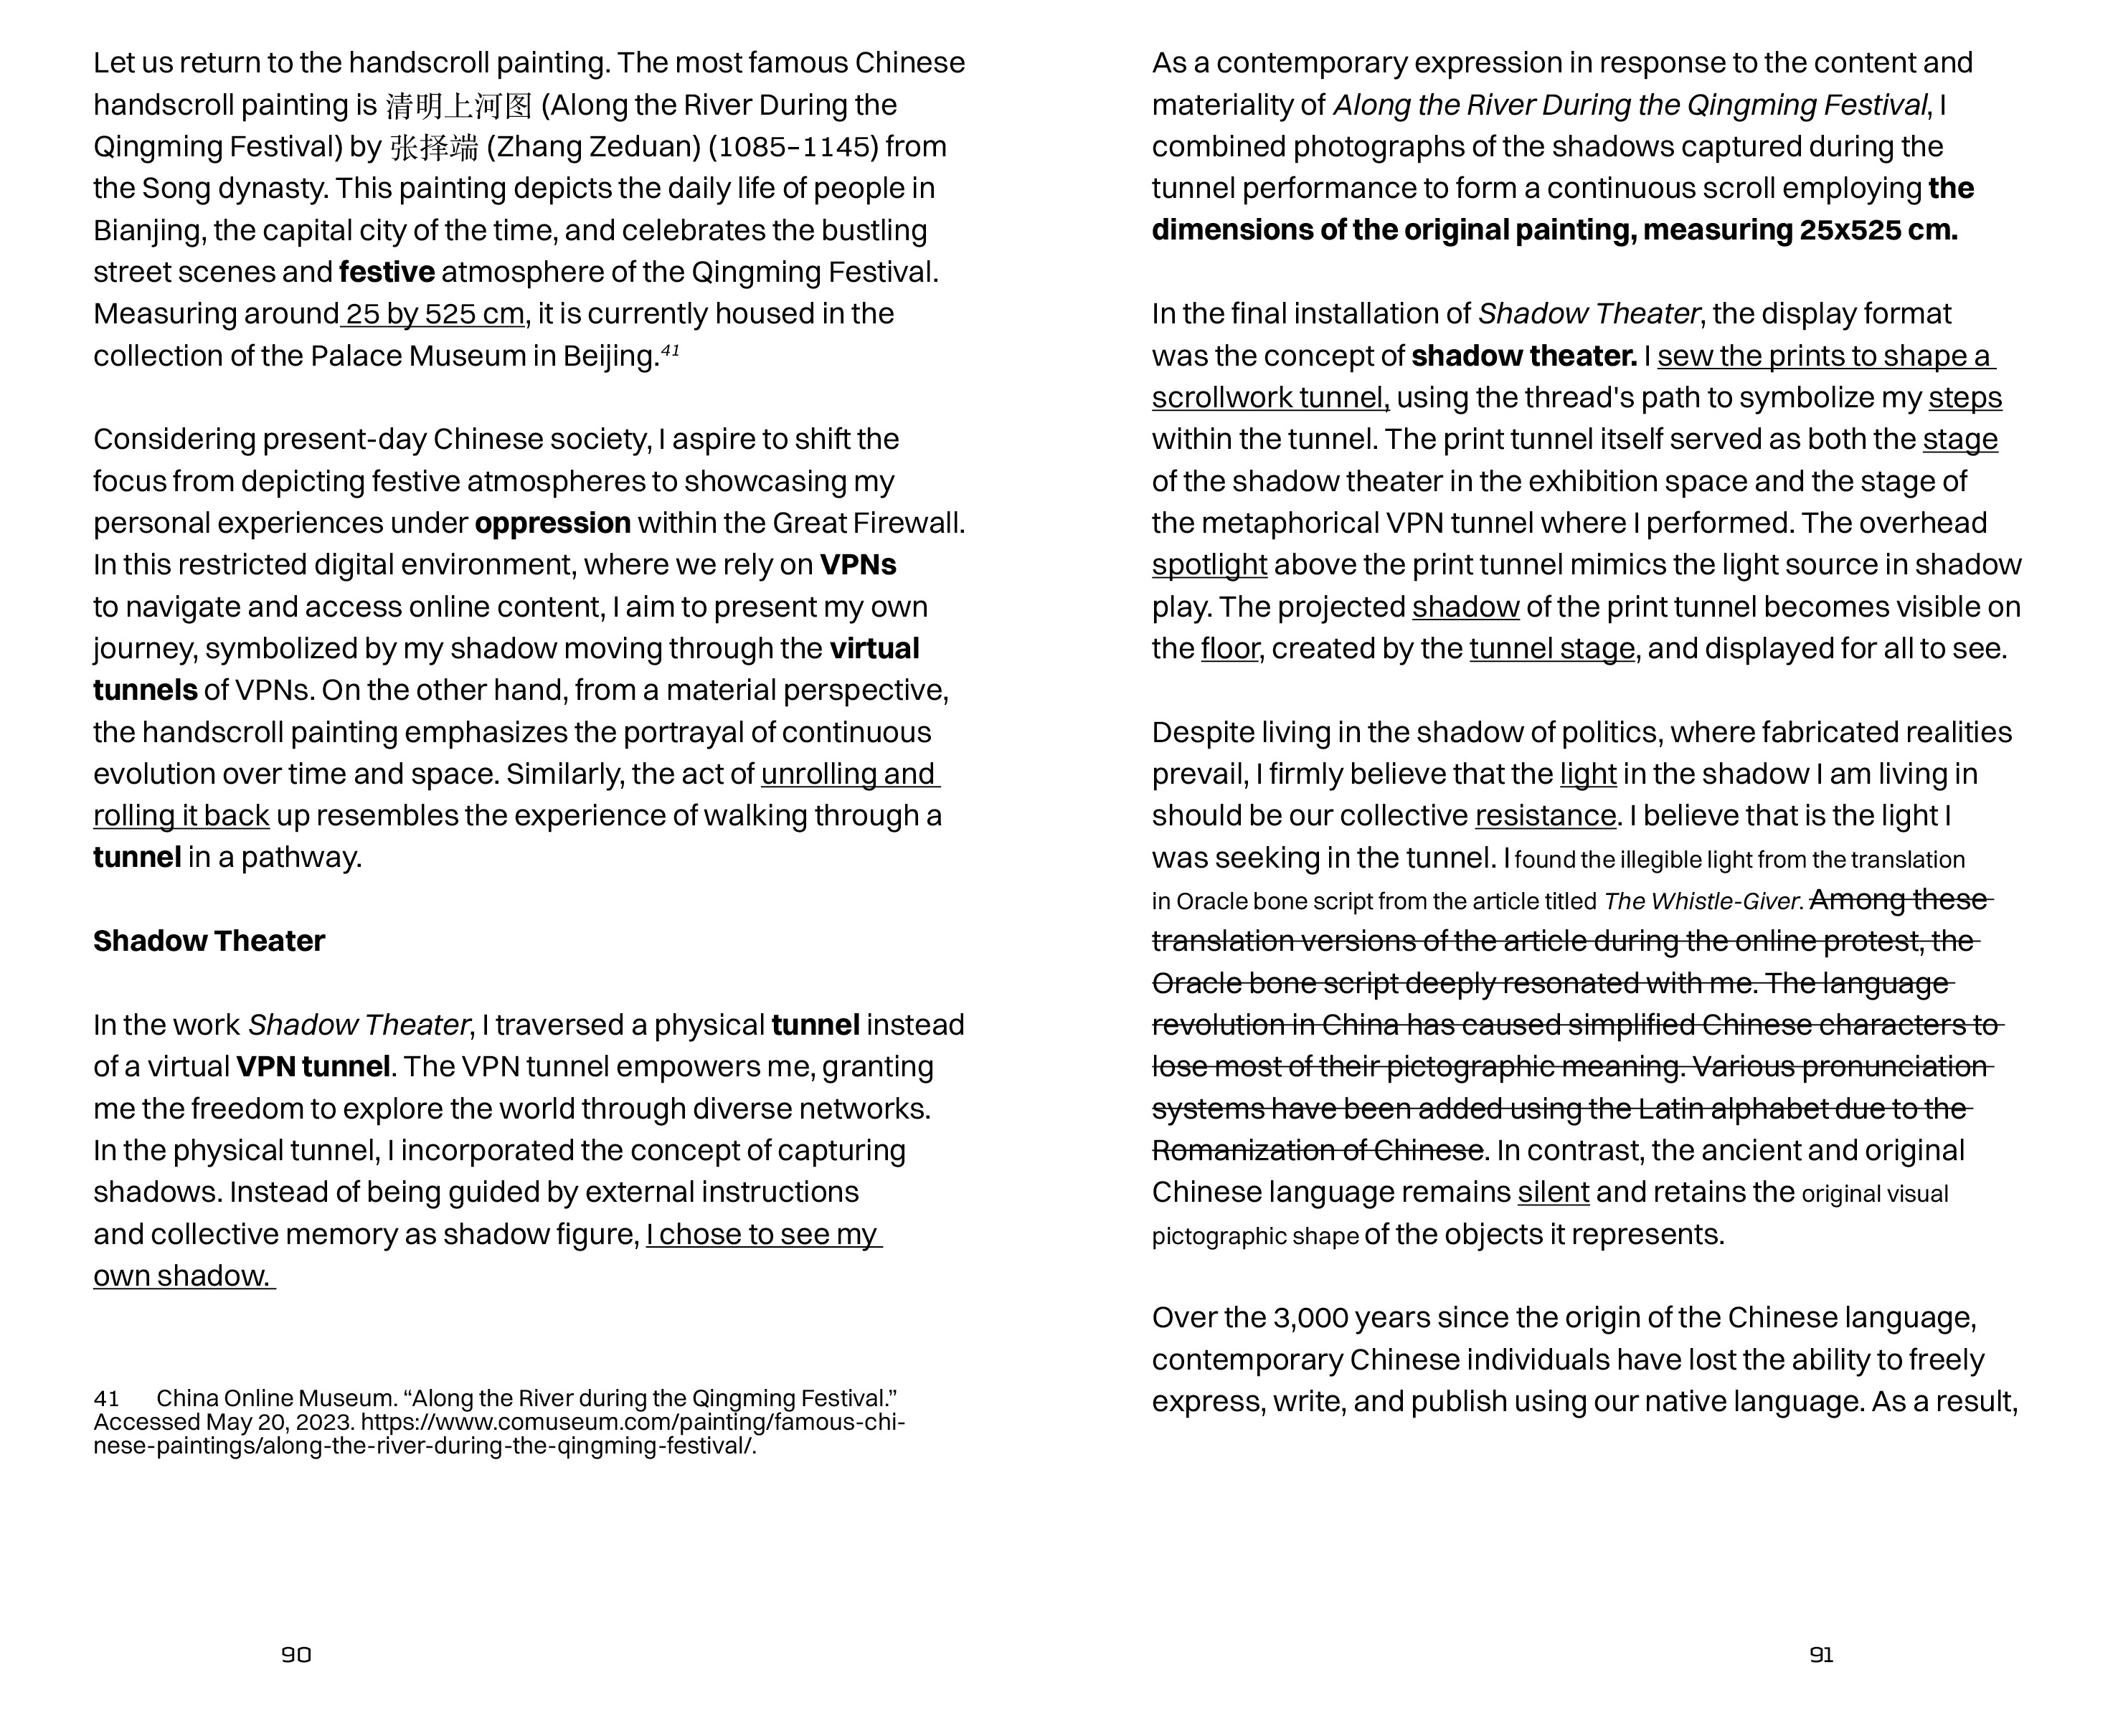 Let us return to the handscroll painting. The most famous Chinese
handscroll painting is 清明上河图 (Along the River During the
Qingming Festival) by 张择端 (Zhang Zeduan) (1085–1145) from
the Song dynasty. This painting depicts the daily life of people in
Bianjing, the capital city of the time, and celebrates the bustling
street scenes and festive atmosphere of the Qingming Festival.
Measuring around 25 by 525 cm, it is currently housed in the
collection of the Palace Museum in Beijing.41
Considering present-day Chinese society, I aspire to shift the
focus from depicting festive atmospheres to showcasing my
personal experiences under oppression within the Great Firewall.
In this restricted digital environment, where we rely on VPNs
to navigate and access online content, I aim to present my own
journey, symbolized by my shadow moving through the virtual
tunnels of VPNs. On the other hand, from a material perspective,
the handscroll painting emphasizes the portrayal of continuous
evolution over time and space. Similarly, the act of unrolling and
rolling it back up resembles the experience of walking through a
tunnel in a pathway.
Shadow Theater
In the work Shadow Theater, I traversed a physical tunnel instead
of a virtual VPN tunnel. The VPN tunnel empowers me, granting
me the freedom to explore the world through diverse networks.
In the physical tunnel, I incorporated the concept of capturing
shadows. Instead of being guided by external instructions
and collective memory as shadow figure, I chose to see my
own shadow.
41 China Online Museum. “Along the River during the Qingming Festival.”
Accessed May 20, 2023. https://www.comuseum.com/painting/famous-chi-
nese-paintings/along-the-river-during-the-qingming-festival/.
90
As a contemporary expression in response to the content and
materiality of Along the River During the Qingming Festival, I
combined photographs of the shadows captured during the
tunnel performance to form a continuous scroll employing the
dimensions of the original painting, measuring 25x525 cm.
In the final installation of Shadow Theater, the display format
was the concept of shadow theater. I sew the prints to shape a
scrollwork tunnel, using the thread's path to symbolize my steps
within the tunnel. The print tunnel itself served as both the stage
of the shadow theater in the exhibition space and the stage of
the metaphorical VPN tunnel where I performed. The overhead
spotlight above the print tunnel mimics the light source in shadow
play. The projected shadow of the print tunnel becomes visible on
the floor, created by the tunnel stage, and displayed for all to see.
Despite living in the shadow of politics, where fabricated realities
prevail, I firmly believe that the light in the shadow I am living in
should be our collective resistance. I believe that is the light I
was seeking in the tunnel. I found the illegible light from the translation
in Oracle bone script from the article titled The Whistle-Giver. Among these
translation versions of the article during the online protest, the
Oracle bone script deeply resonated with me. The language
revolution in China has caused simplified Chinese characters to
lose most of their pictographic meaning. Various pronunciation
systems have been added using the Latin alphabet due to the
Romanization of Chinese. In contrast, the ancient and original
Chinese language remains silent and retains the original visual
pictographic shape of the objects it represents.
Over the 3,000 years since the origin of the Chinese language,
contemporary Chinese individuals have lost the ability to freely
express, write, and publish using our native language. As a result,
91